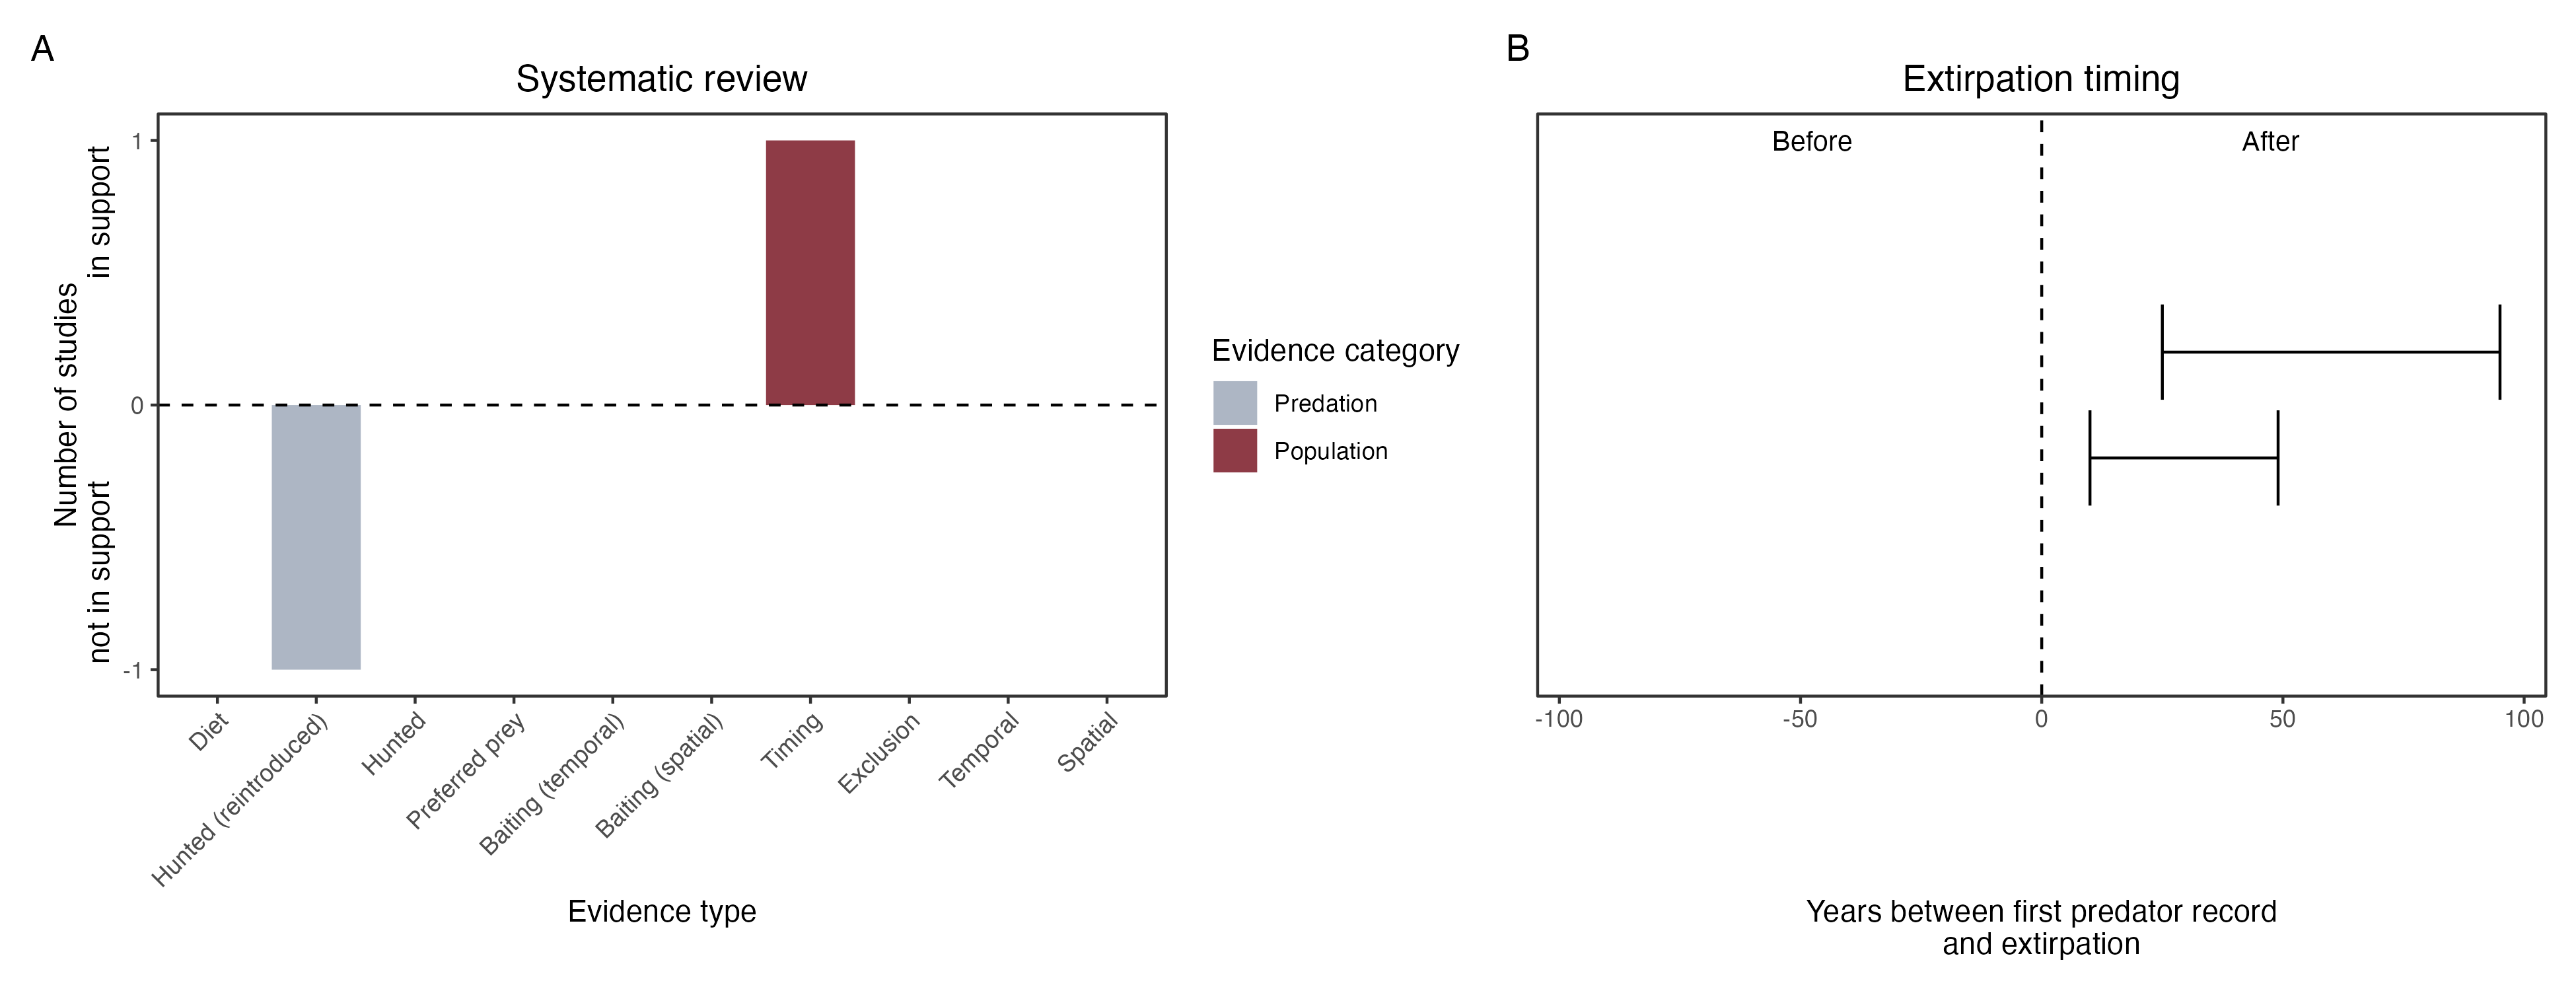 A
Systematic review
Number of studies
not in support
in support
1
0
-1
Diet
Hunted (reintroduced)
Hunted
Preferred prey
Baiting (temporal)
Baiting (spatial)
Timing
Exclusion
Temporal
Spatial
Evidence type
Evidence category
Predation
Population
B
Extirpation timing
Before
After
-100
-50
0
50
100
Years between first predator record
and extirpation